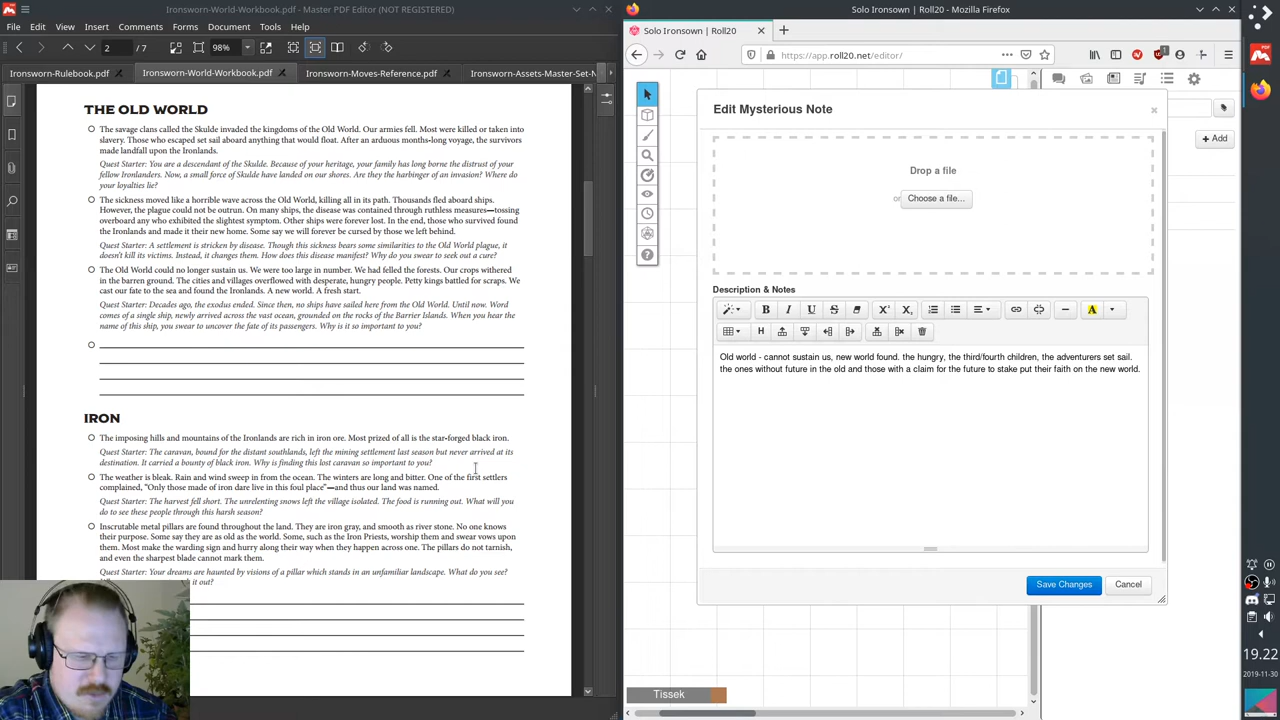 Ironsworn-World-Workbook.pdf - Master PDF Editor (NOT REGISTERED)
File Edit View Insert Comments Forms Document Tools Help
2 / 7 98%
Ironsworn-Rulebook.pdf Ironsworn-World-Workbook.pdf Ironsworn-Moves-Reference.pdf Ironsworn-Assets-Master-Set-N
THE OLD WORLD
The savage clans called the Skulde invaded the kingdoms of the Old World. Our armies fell. Most were killed or taken into
slavery. Those who escaped set sail aboard anything that would float. After an arduous months-long voyage, the survivors
made landfall upon the Ironlands.
Quest Starter: You are a descendant of the Skulde. Because of your heritage, your family has long borne the distrust of your
fellow Ironlanders. Now, a small force of Skulde have landed on our shores. Are they the harbinger of an invasion? Where do
your loyalties lie?
The sickness moved like a horrible wave across the Old World, killing all in its path. Thousands fled aboard ships.
However, the plague could not be outrun. On many ships, the disease was contained through ruthless measures—tossing
overboard any who exhibited the slightest symptom. Other ships were forever lost. In the end, those who survived found
the Ironlands and made it their new home. Some say we will forever be cursed by those we left behind.
Quest Starter: A settlement is stricken by disease. Though this sickness bears some similarities to the Old World plague, it
doesn't kill its victims. Instead, it changes them. How does this disease manifest? Why do you swear to seek out a cure?
The Old World could no longer sustain us. We were too large in number. We had felled the forests. Our crops withered
in the barren ground. The cities and villages overflowed with desperate, hungry people. Petty kings battled for scraps. We
cast our fate to the sea and found the Ironlands. A new world. A fresh start.
Quest Starter: Decades ago, the exodus ended. Since then, no ships have sailed here from the Old World. Until now. Word
comes of a single ship, newly arrived across the vast ocean, grounded on the rocks of the Barrier Islands. When you hear the
name of this ship, you swear to uncover the fate of its passengers. Why is it so important to you?
IRON
The imposing hills and mountains of the Ironlands are rich in iron ore. Most prized of all is the star-forged black iron.
Quest Starter: The caravan, bound for the distant southlands, left the mining settlement last season but never arrived at its
destination. It carried a bounty of black iron. Why is finding this lost caravan so important to you?
The weather is bleak. Rain and wind sweep in from the ocean. The winters are long and bitter. One of the first settlers
complained, "Only those made of iron dare live in this foul place"—and thus our land was named.
Quest Starter: The harvest fell short. The unrelenting snows left the village isolated. The food is running out. What will you
do to see these people through this harsh season?
Inscrutable metal pillars are found throughout the land. They are iron gray, and smooth as river stone. No one knows
their purpose. Some say they are as old as the world. Some, such as the Iron Priests, worship them and swear vows upon
them. Most make the warding sign and hurry along their way when they happen across one. The pillars do not tarnish,
and even the sharpest blade cannot mark them.
Quest Starter: Your dreams are haunted by visions of a pillar which stands in an unfamiliar landscape. What do you see?
it out?
Solo Ironsown | Roll20 - Mozilla Firefox
Solo Ironsown | Roll20
https://app.roll20.net/editor/
1
+ Add
Edit Mysterious Note
Drop a file
or Choose a file...
Description & Notes
B I U S X² X₂ A
H
Old world - cannot sustain us, new world found. the hungry, the third/fourth children, the adventurers set sail.
the ones without future in the old and those with a claim for the future to stake put their faith on the new world.
Save Changes Cancel
Tissek
19.22
2019-11-30